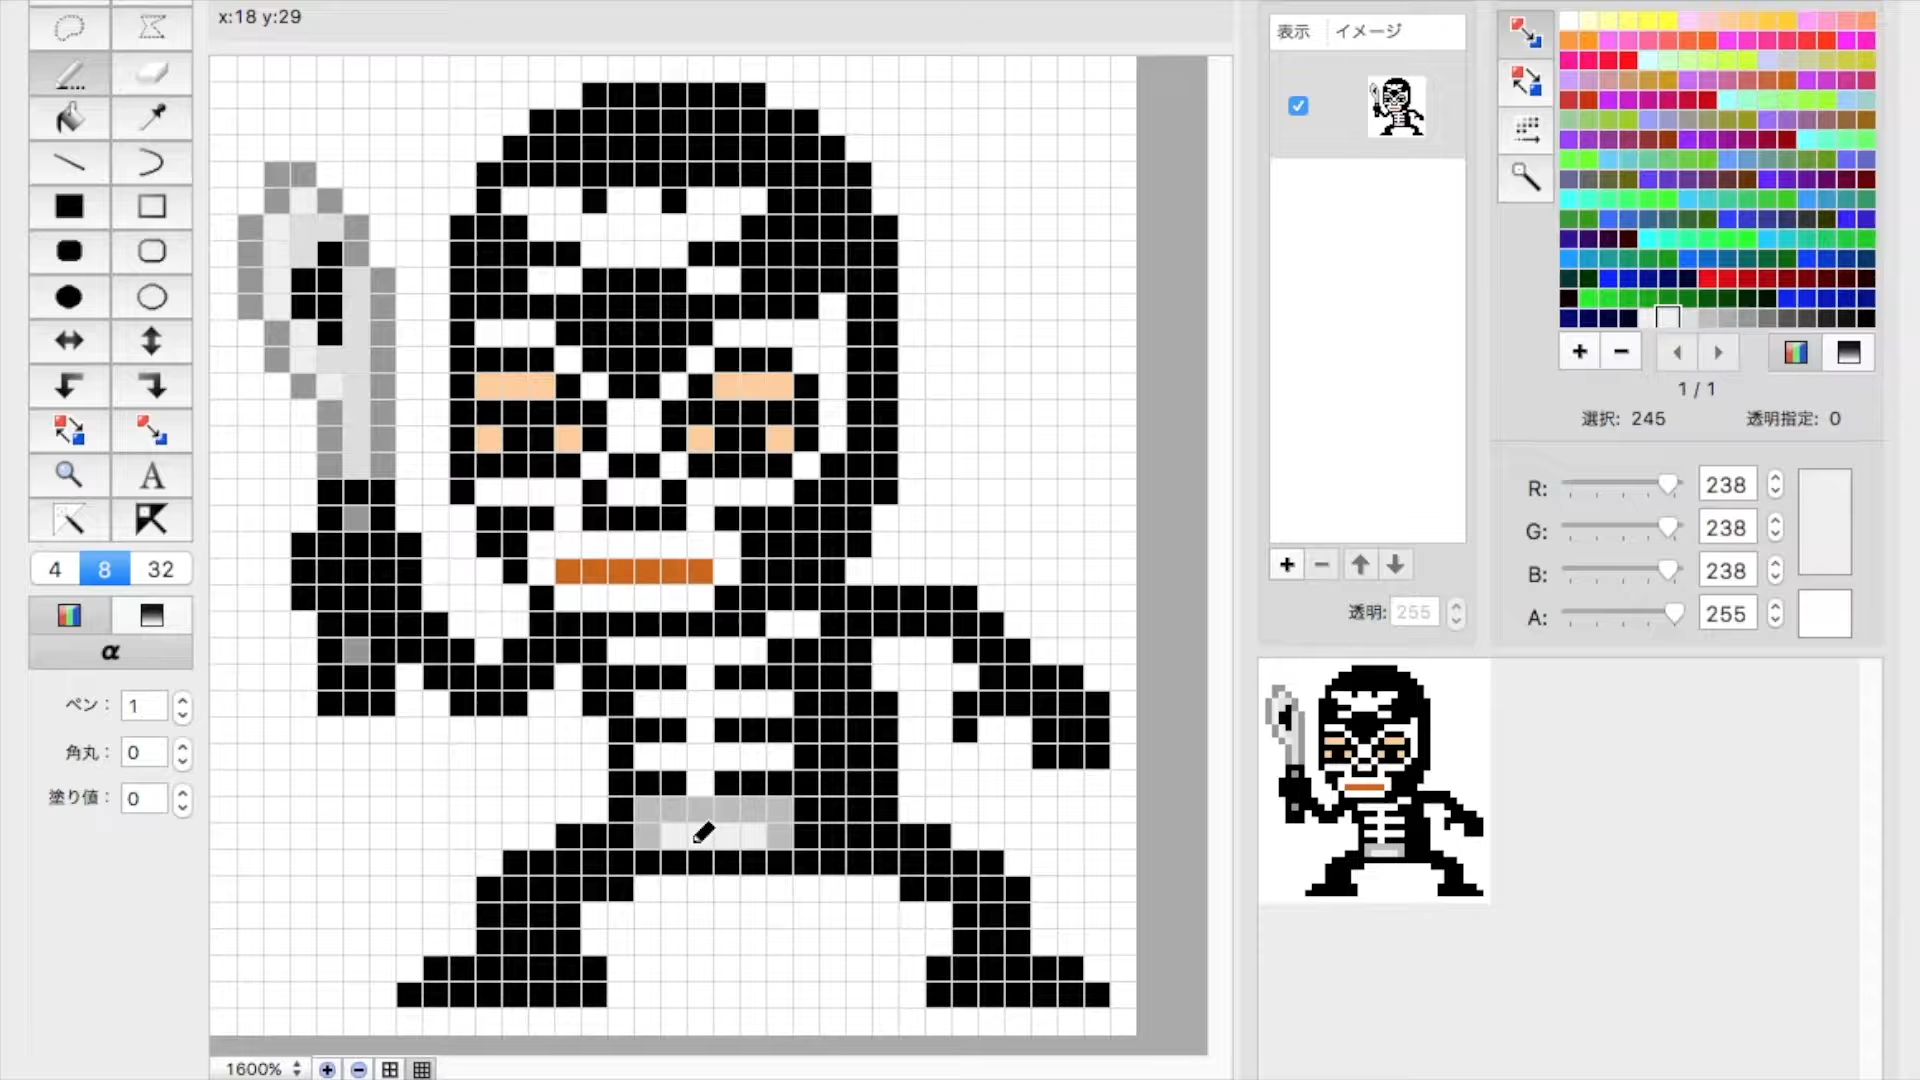 x:18 y:29
表示 イメージ
A
4 8 32
α
ペン： 1
角丸： 0
塗り値： 0
1600%
透明: 255
1 / 1
選択: 245 透明指定: 0
R: 238
G: 238
B: 238
A: 255